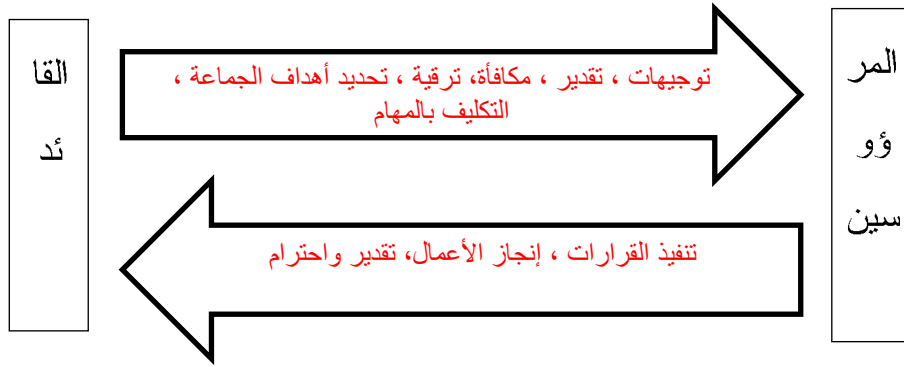 القا
ئد
توجيهات ، تقدير ، مكافأة، ترقية ، تحديد أهداف الجماعة ،
التكليف بالمهام
تنفيذ القرارات ، إنجاز الأعمال، تقدير واحترام
المر
ؤو
سين